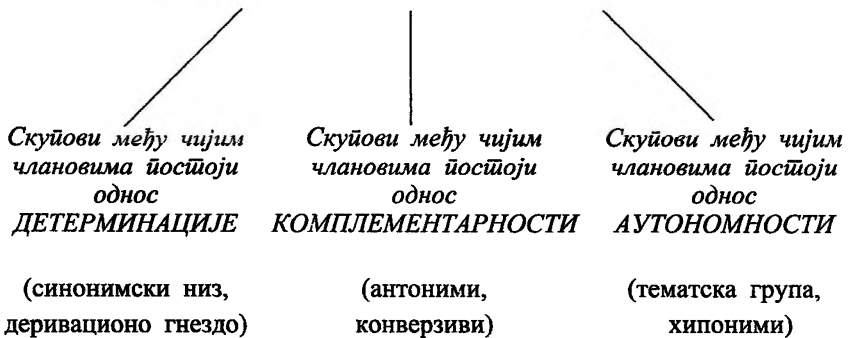 Скупови међу чијим
члановима постоји
однос
ДЕТЕРМИНАЦИЈЕ
(синонимски низ,
деривационо гнездо)
Скупови међу чијим
члановима постоји
однос
КОМПЛЕМЕНТАРНОСТИ
(антоними,
конверзиви)
Скупови међу чијим
члановима постоји
однос
АУТОНОМНОСТИ
(тематска група,
хипоними)